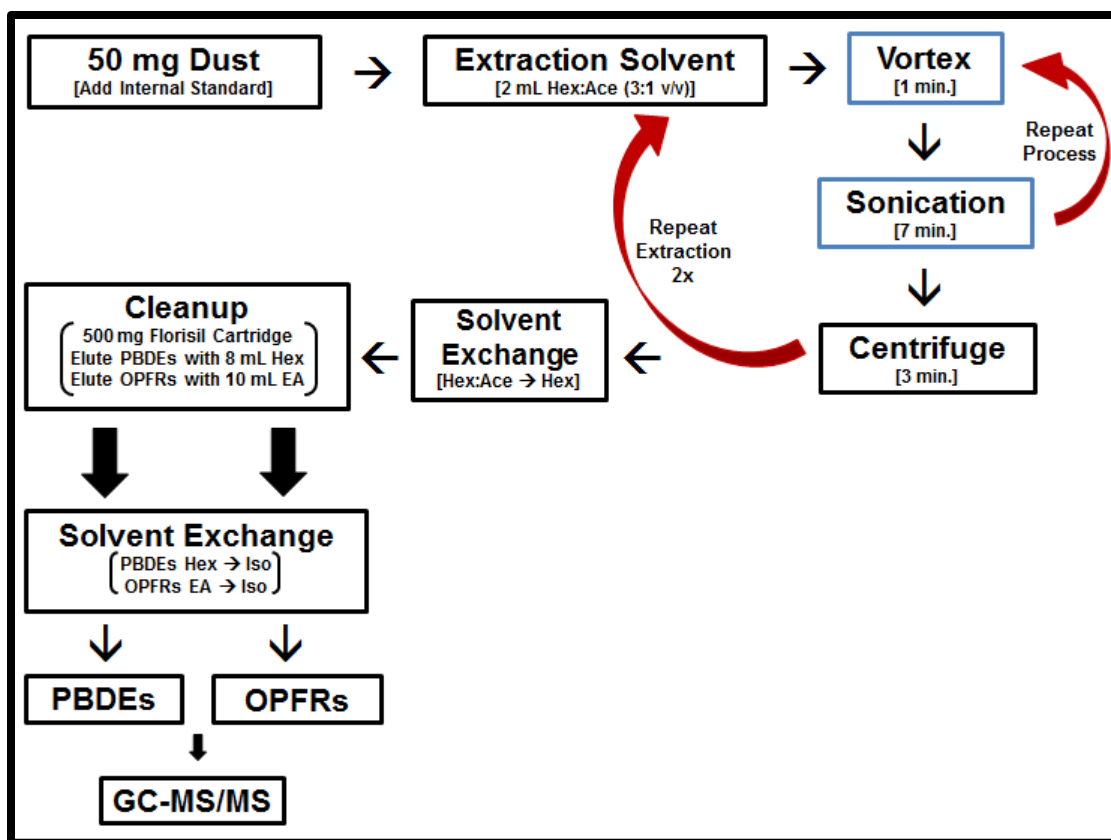 50 mg Dust
[Add Internal Standard]
Extraction Solvent
[2 mL Hex:Ace (3:1 v/v)]
Vortex
[1 min.]
Repeat
Process
Sonication
[7 min.]
Repeat
Extraction
2x
Centrifuge
[3 min.]
Solvent
Exchange
[Hex:Ace → Hex]
Cleanup
500 mg Florisil Cartridge
Elute PBDEs with 8 mL Hex
Elute OPFRs with 10 mL EA
Solvent Exchange
PBDEs Hex → Iso
OPFRs EA → Iso
PBDEs
OPFRs
GC-MS/MS